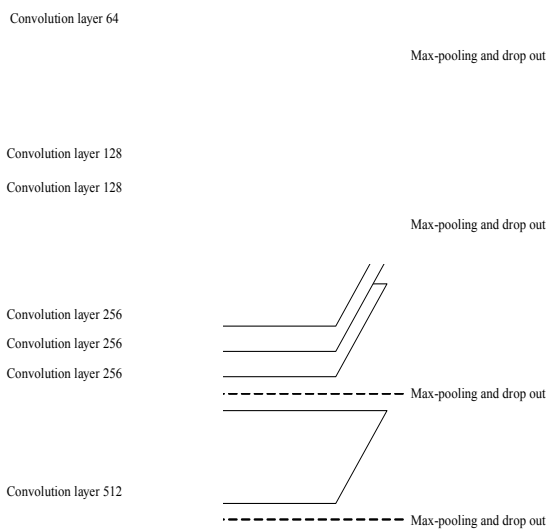 Convolution layer 64
Max-pooling and drop out
Convolution layer 128
Convolution layer 128
Max-pooling and drop out
Convolution layer 256
Convolution layer 256
Convolution layer 256
Max-pooling and drop out
Convolution layer 512
Max-pooling and drop out